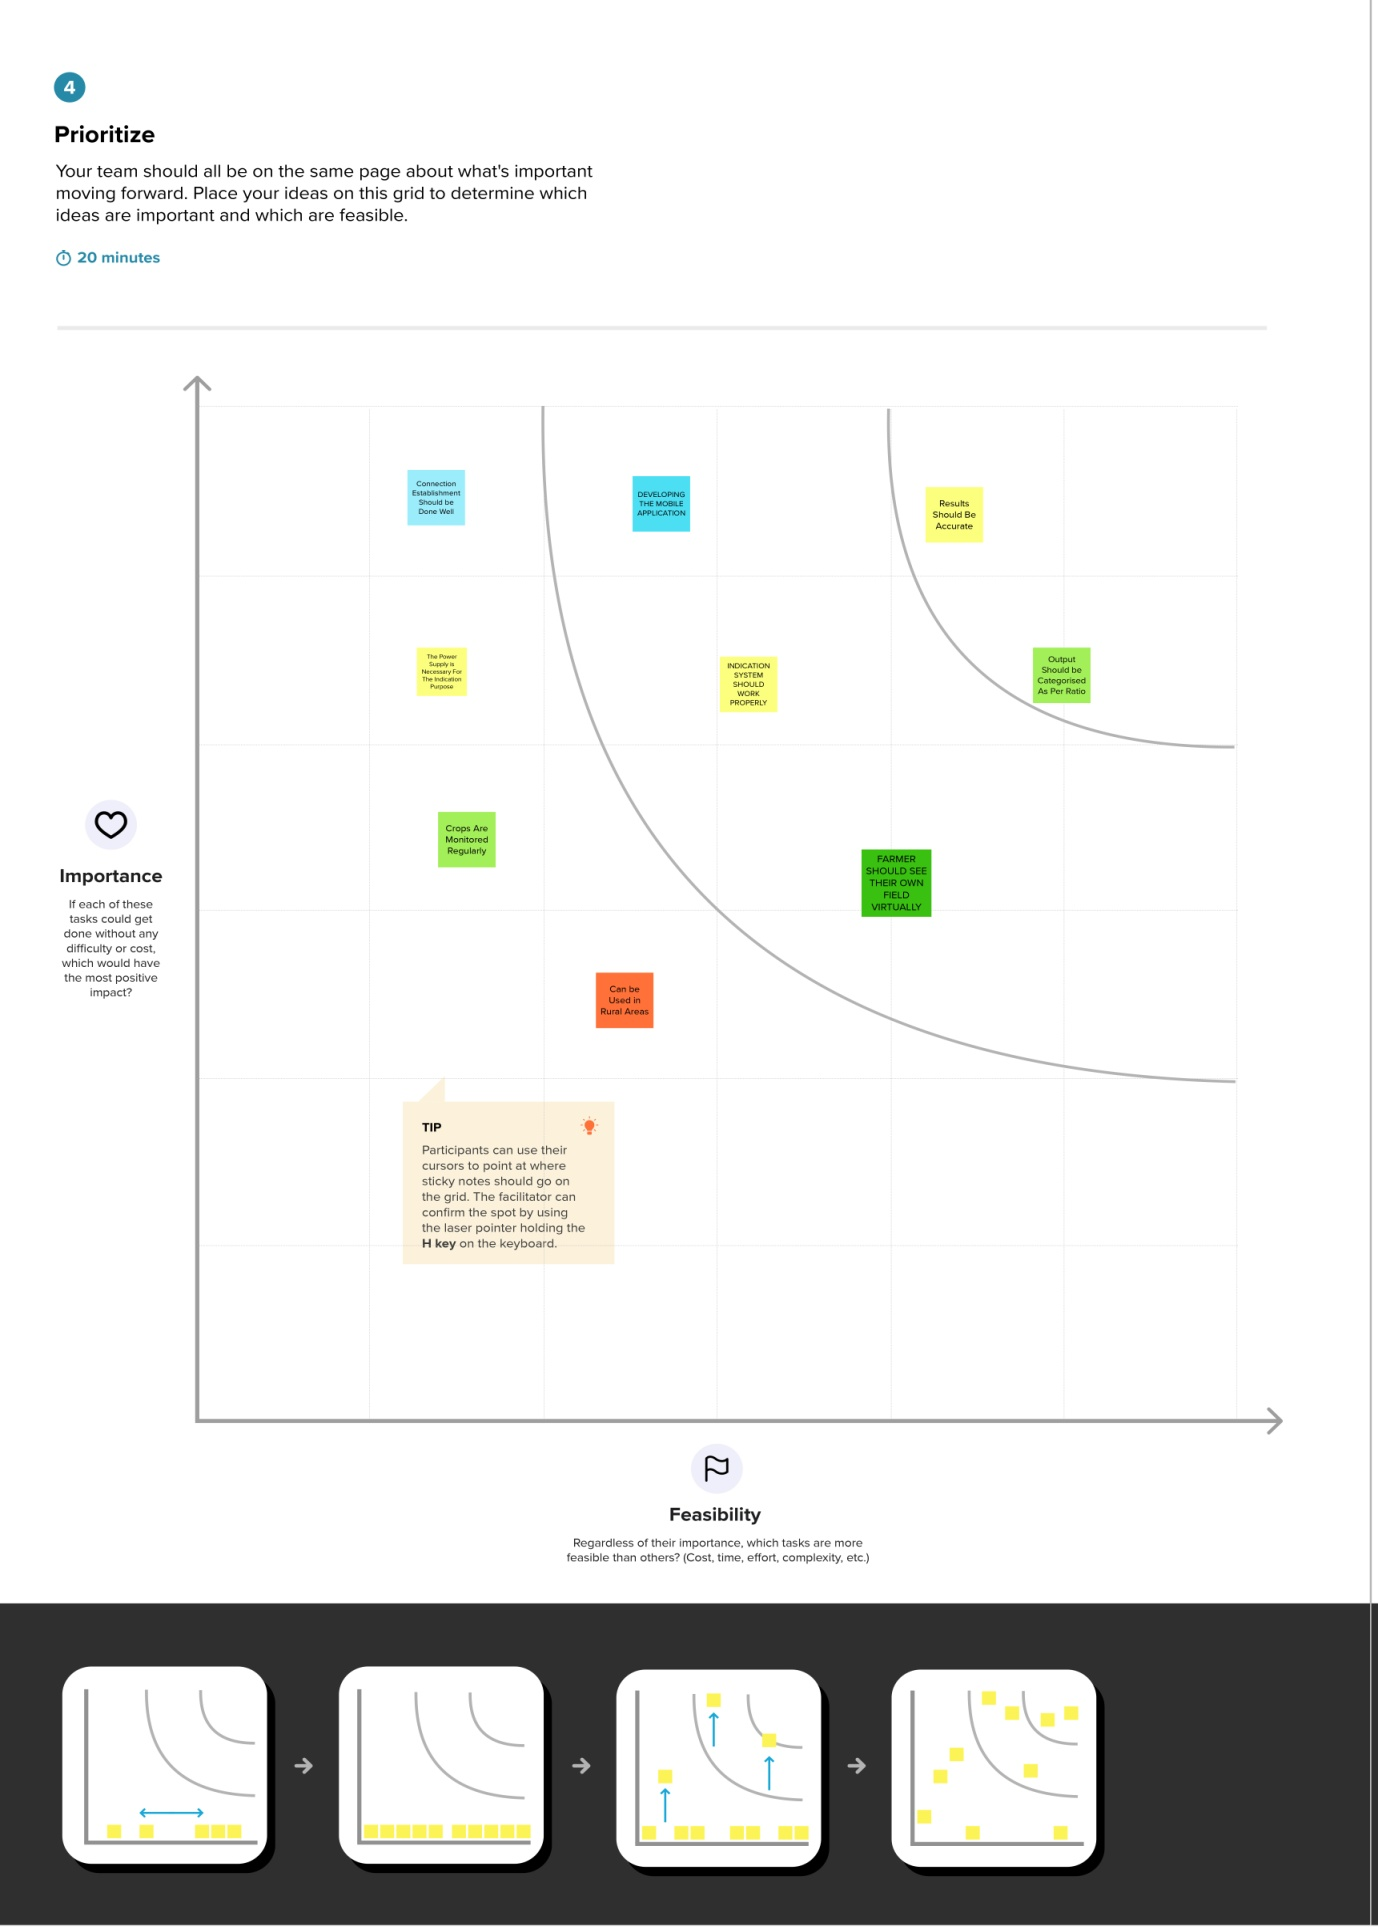 4
Prioritize
Your team should all be on the same page about what's important
moving forward. Place your ideas on this grid to determine which
ideas are important and which are feasible.
20 minutes
Connection
Establishment
Should be
Done Well
DEVELOPING
THE MOBILE
APPLICATION
Results
Should Be
Accurate
The Power
Supply is
Necessary For
The Indication
Purpose
INDICATION
SYSTEM
SHOULD
WORK
PROPERLY
Output
Should be
Categorised
As Per Ratio
Crops Are
Monitored
Regularly
FARMER
SHOULD SEE
THEIR OWN
FIELD
VIRTUALLY
Importance
If each of these
tasks could get
done without any
difficulty or cost,
which would have
the most positive
impact?
Can be
Used in
Rural Areas
TIP
Participants can use their
cursors to point at where
sticky notes should go on
the grid. The facilitator can
confirm the spot by using
the laser pointer holding the
H key on the keyboard.
Feasibility
Regardless of their importance, which tasks are more
feasible than others? (Cost, time, effort, complexity, etc.)